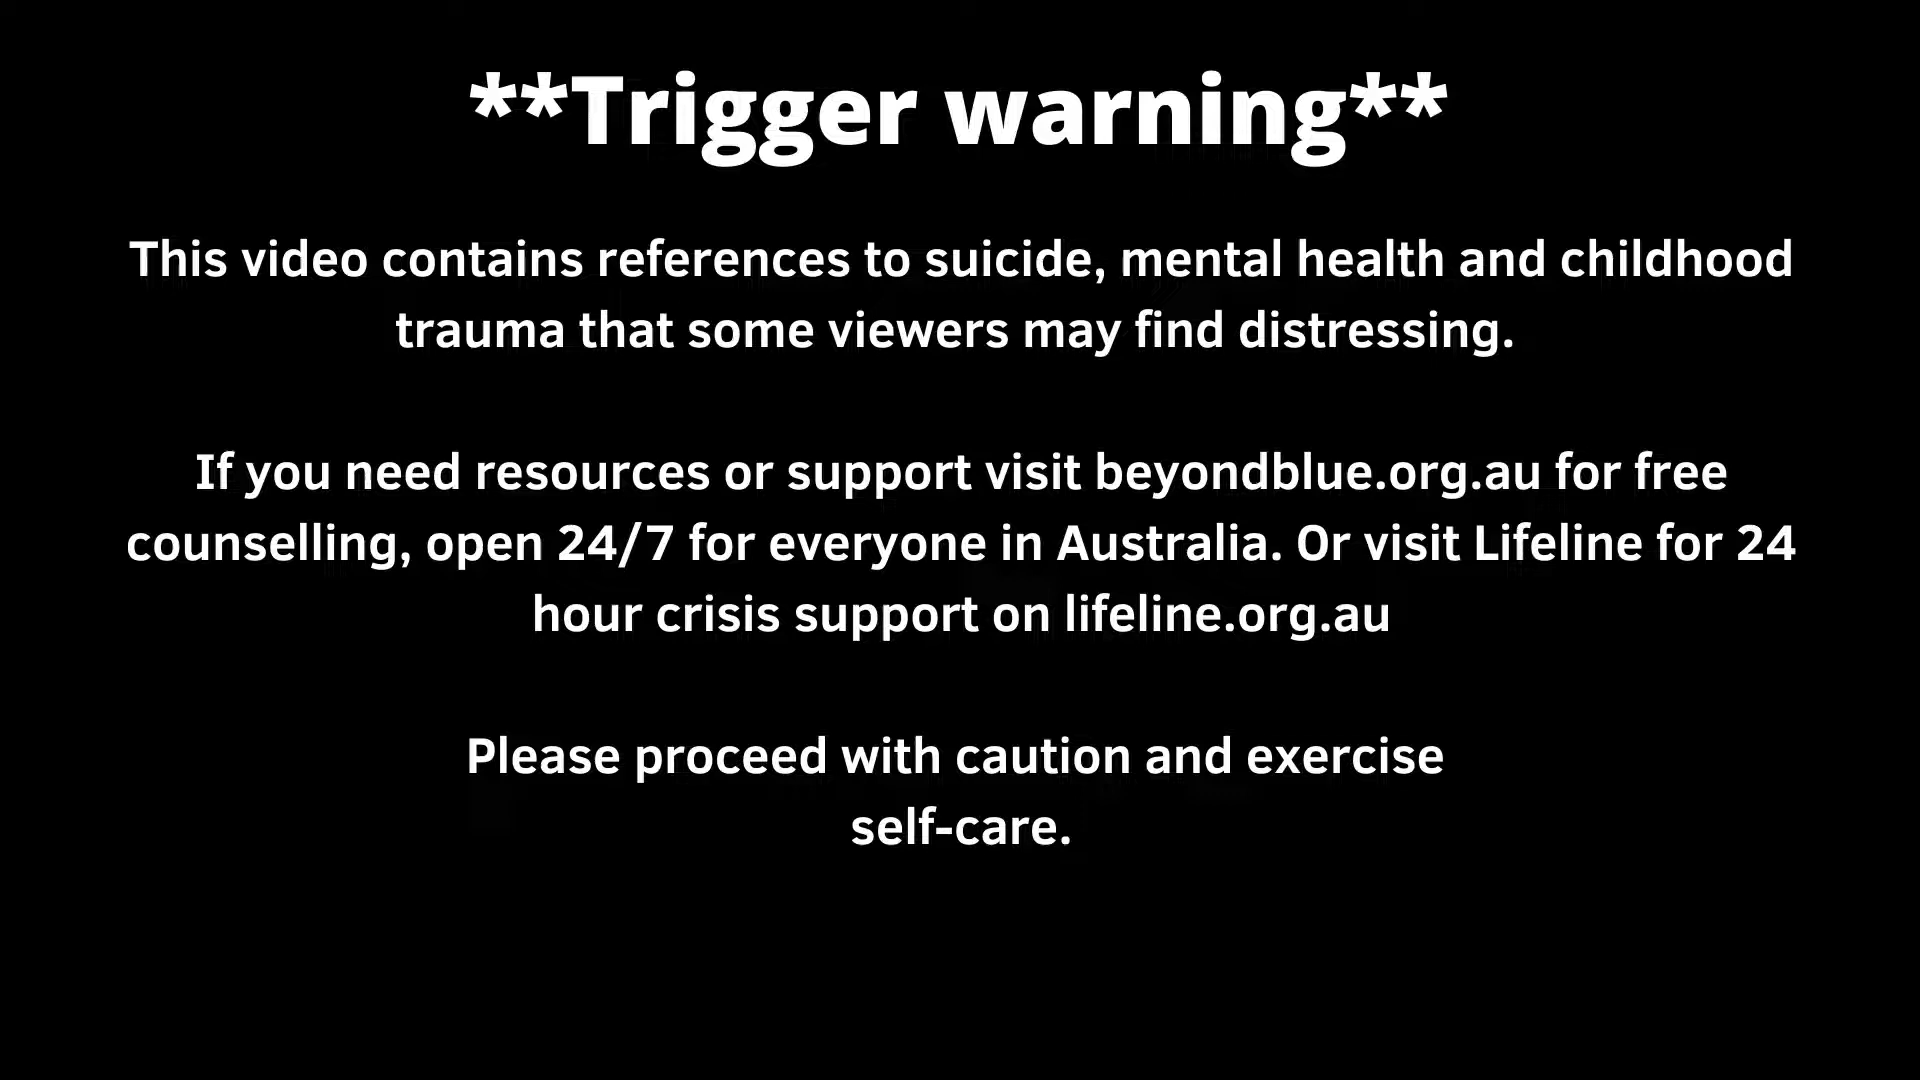 **Trigger warning**
This video contains references to suicide, mental health and childhood
trauma that some viewers may find distressing.
If you need resources or support visit beyondblue.org.au for free
counselling, open 24/7 for everyone in Australia. Or visit Lifeline for 24
hour crisis support on lifeline.org.au
Please proceed with caution and exercise
self-care.